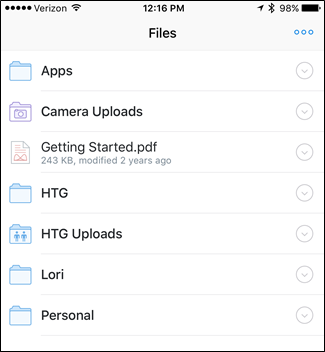 Verizon 12:16 PM 98%
Files
Apps
Camera Uploads
Getting Started.pdf
243 KB, modified 2 years ago
HTG
HTG Uploads
Lori
Personal